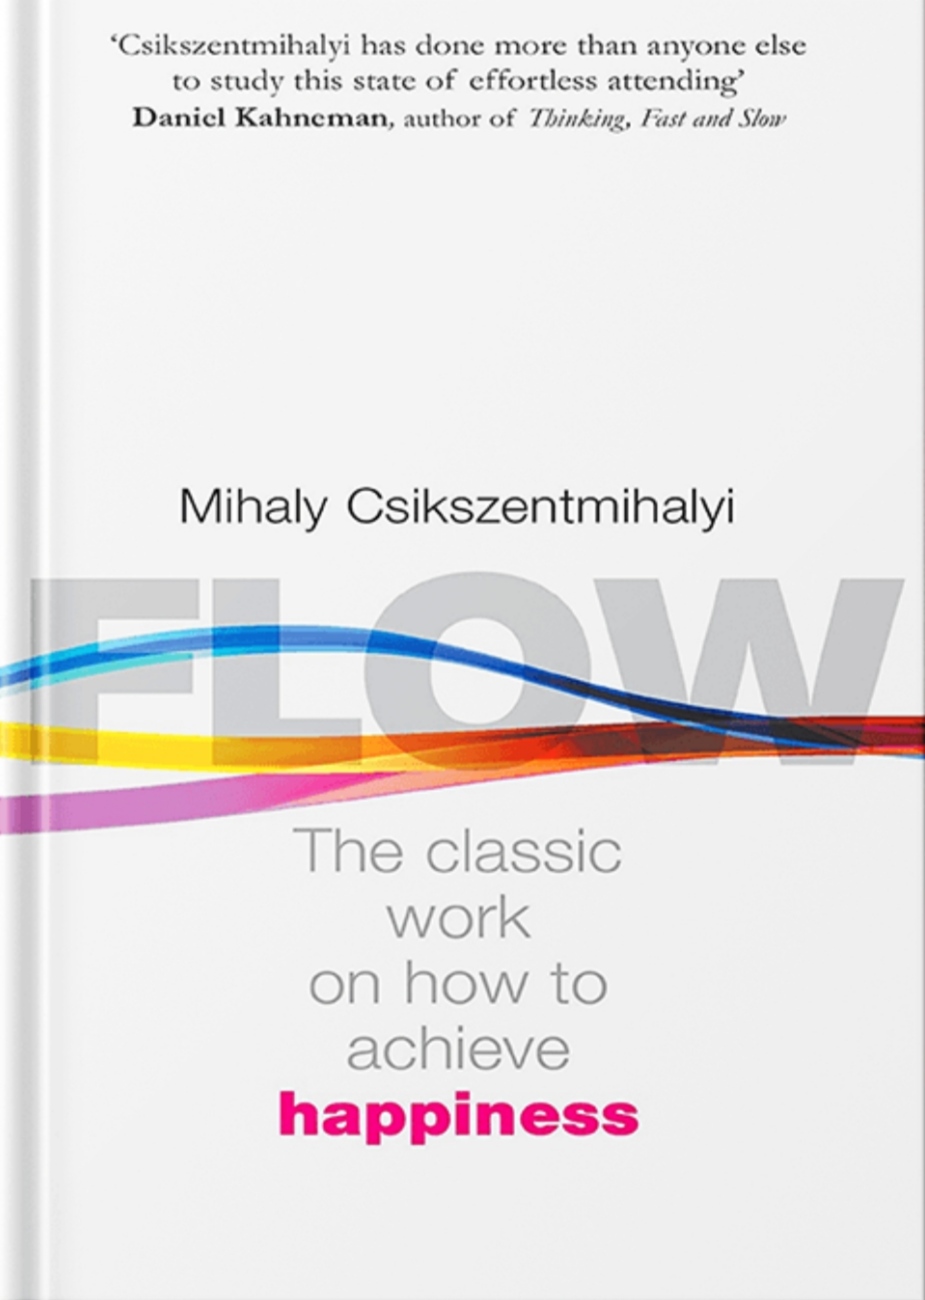 ‘Csikszentmihalyi has done more than anyone else
to study this state of effortless attending’
Daniel Kahneman, author of Thinking, Fast and Slow
Mihaly Csikszentmihalyi
FLOW
The classic
work
on how to
achieve
happiness